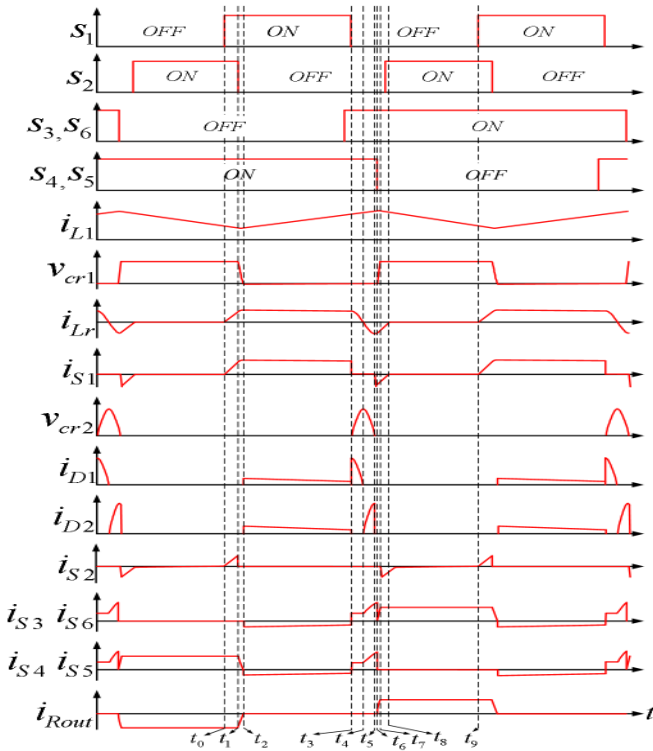 S1 OFF ON OFF ON
S2 ON OFF ON OFF
S3,S6 OFF ON
S4,S5 ON OFF
iL1
vcr1
iLr
iS1
vcr2
iD1
iD2
iS2
iS3 iS6
iS4 iS5
iRout t
t0 t1 t2 t3 t4 t5 t6 t7 t8 t9